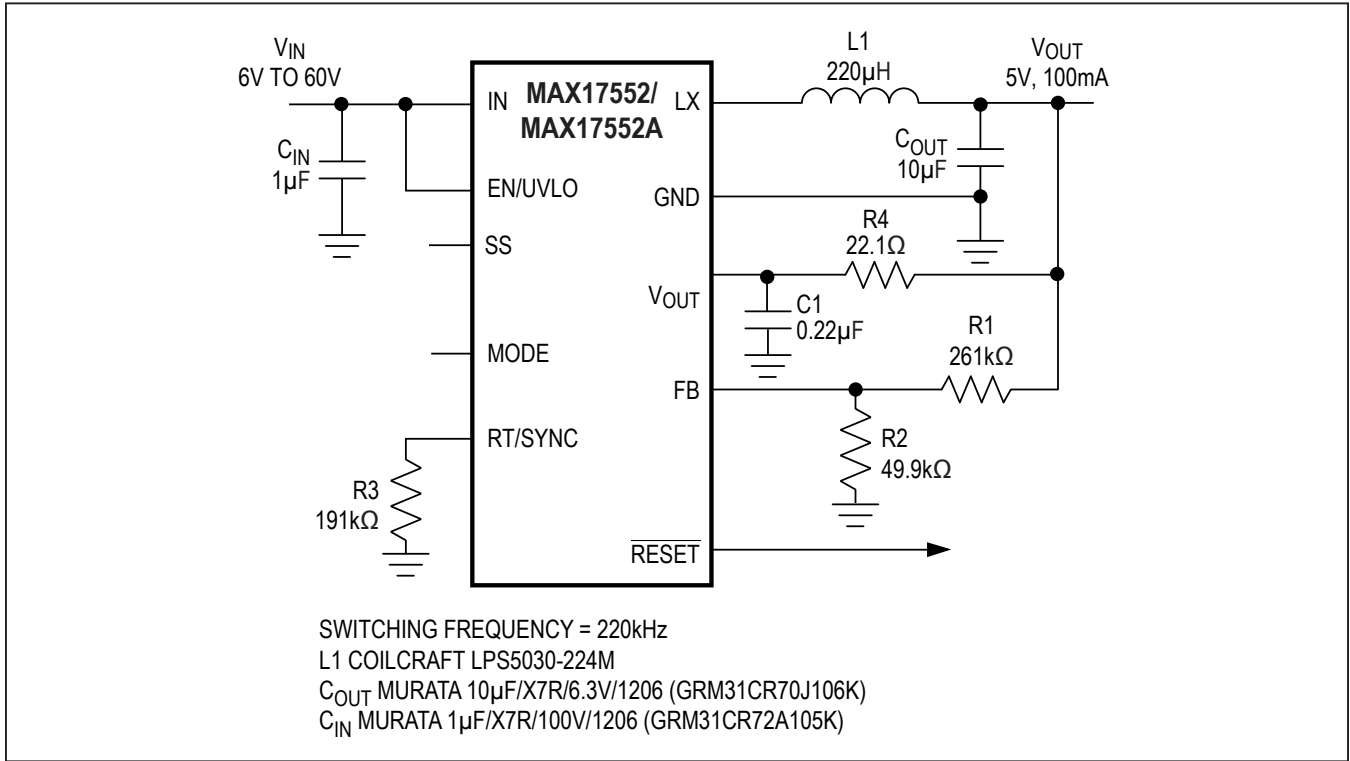 VIN
6V TO 60V
CIN
1µF
IN
EN/UVLO
SS
MODE
RT/SYNC
R3
191kΩ
MAX17552/
MAX17552A
LX
GND
VOUT
FB
RESET
L1
220µH
VOUT
5V, 100mA
COUT
10µF
R4
22.1Ω
C1
0.22µF
R1
261kΩ
R2
49.9kΩ
SWITCHING FREQUENCY = 220kHz
L1 COILCRAFT LPS5030-224M
COUT MURATA 10µF/X7R/6.3V/1206 (GRM31CR70J106K)
CIN MURATA 1µF/X7R/100V/1206 (GRM31CR72A105K)